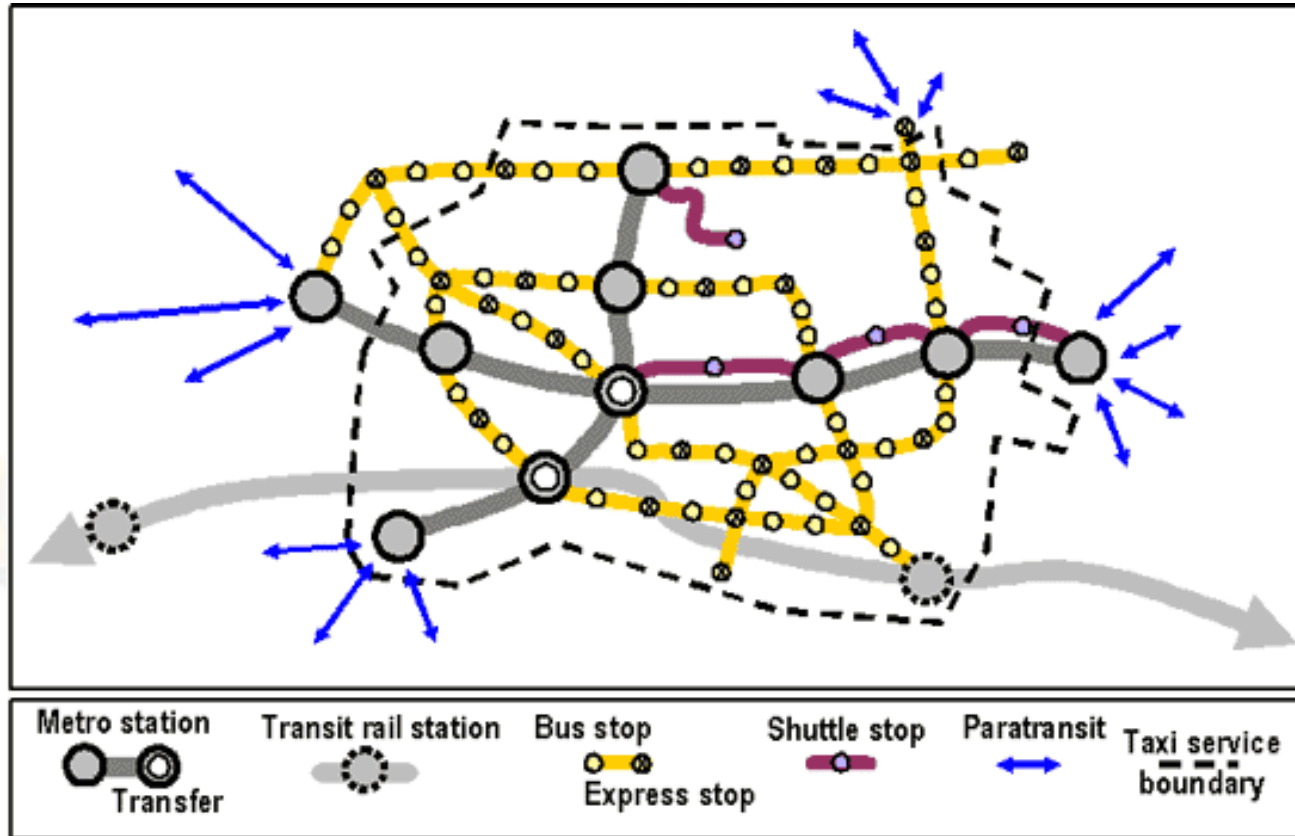 Metro station
Transfer
Transit rail station
Bus stop
Express stop
Shuttle stop
Paratransit
Taxi service
boundary